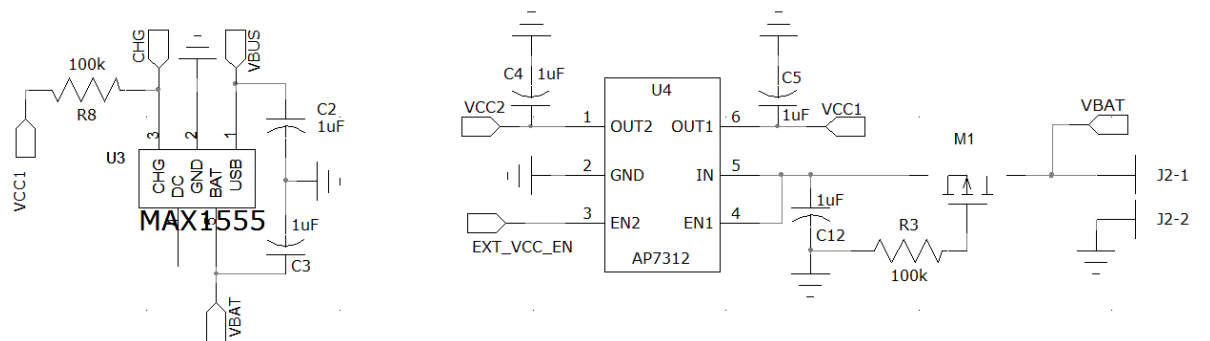 CHG
VBUS
100k
R8
VCC1
C2
1uF
3
2
1
U3
CHG
DC
GND
BAT
USB
MAX1555
4
5
1uF
C3
VBAT
C4
1uF
U4
C5
1uF
VCC2
1
OUT2
OUT1
6
VCC1
2
GND
IN
5
3
EN2
EN1
4
EXT_VCC_EN
AP7312
1uF
C12
R3
100k
M1
VBAT
J2-1
J2-2